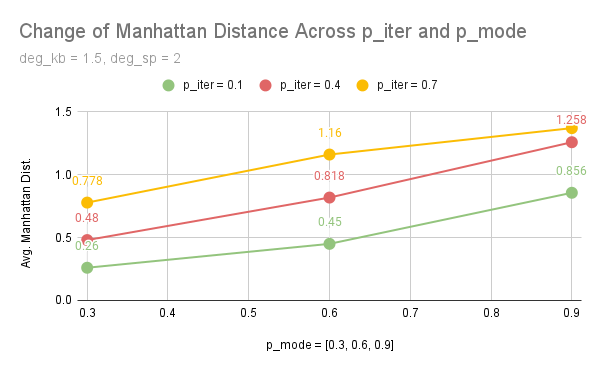 Change of Manhattan Distance Across p_iter and p_mode
deg_kb = 1.5, deg_sp = 2
p_iter = 0.1 p_iter = 0.4 p_iter = 0.7
Avg. Manhattan Dist.
1.5
1.0
0.5
0.0
0.778
1.16
0.48
0.818
1.258
0.26
0.45
0.856
0.3 0.4 0.5 0.6 0.7 0.8 0.9
p_mode = [0.3, 0.6, 0.9]